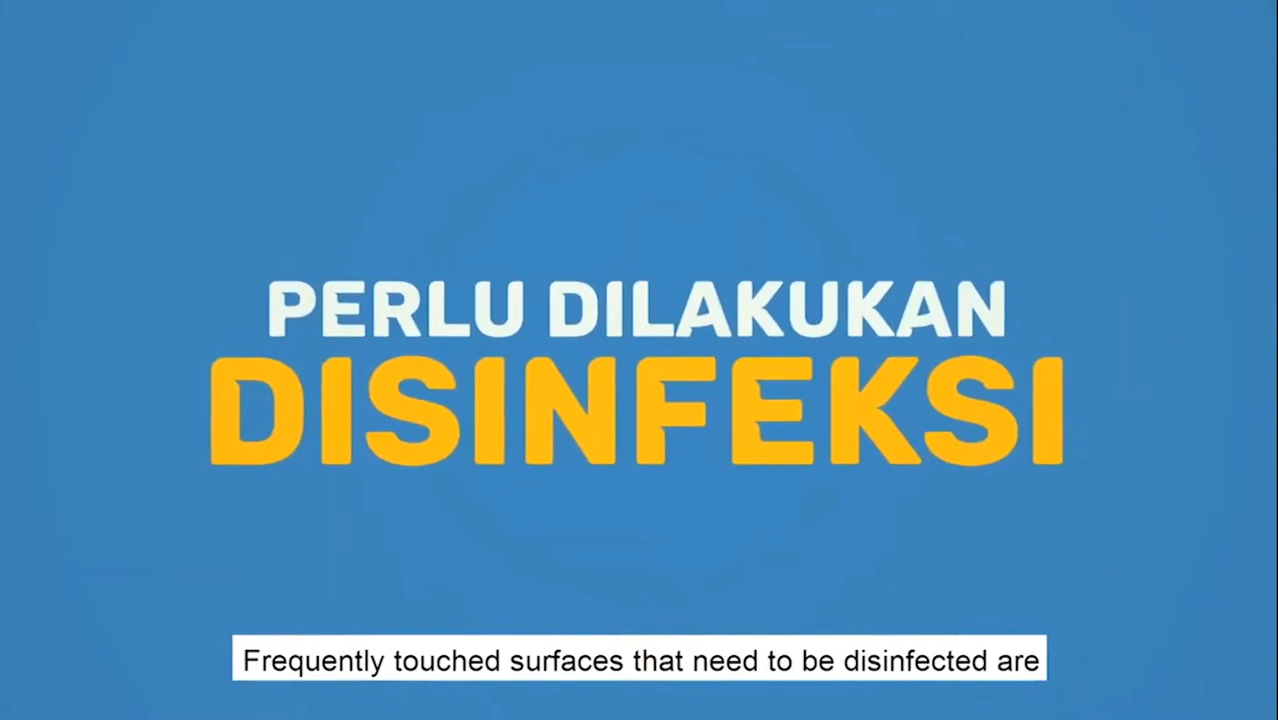 PERLU DILAKUKAN
DISINFEKSI
Frequently touched surfaces that need to be disinfected are